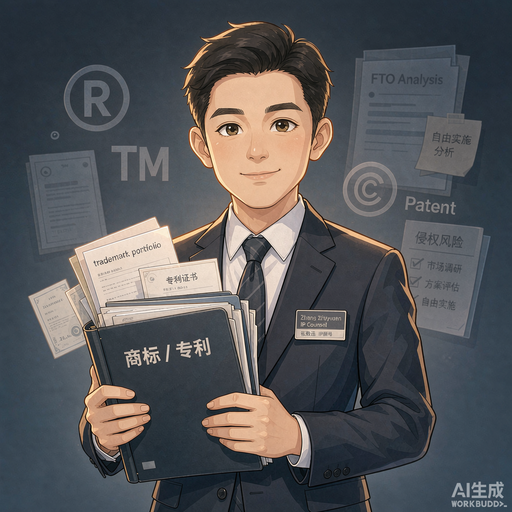 ®
TM
FTO Analysis
自由实施
分析
©
Patent
侵权风险
市场调研
方案评估
自由实施
trademark portfolio
专利证书
商标 / 专利
IP Counsel
AI生成
WORKBUDDY